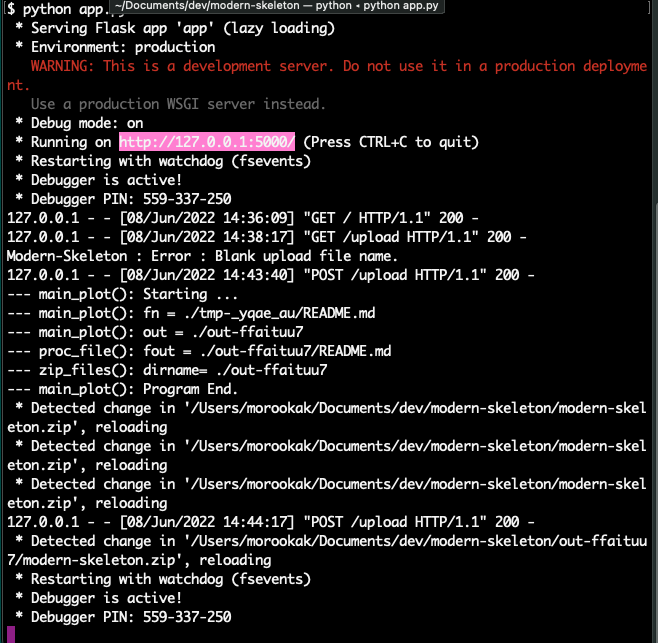 ~/Documents/dev/modern-skeleton — python ◂ python app.py
$ python app.py
 * Serving Flask app 'app' (lazy loading)
 * Environment: production
   WARNING: This is a development server. Do not use it in a production deployme
nt.
   Use a production WSGI server instead.
 * Debug mode: on
 * Running on http://127.0.0.1:5000/ (Press CTRL+C to quit)
 * Restarting with watchdog (fsevents)
 * Debugger is active!
 * Debugger PIN: 559-337-250
127.0.0.1 - - [08/Jun/2022 14:36:09] "GET / HTTP/1.1" 200 -
127.0.0.1 - - [08/Jun/2022 14:38:17] "GET /upload HTTP/1.1" 200 -
Modern-Skeleton : Error : Blank upload file name.
127.0.0.1 - - [08/Jun/2022 14:43:40] "POST /upload HTTP/1.1" 200 -
--- main_plot(): Starting ...
--- main_plot(): fn = ./tmp-_yqae_au/README.md
--- main_plot(): out = ./out-ffaituu7
--- proc_file(): fout = ./out-ffaituu7/README.md
--- zip_files(): dirname= ./out-ffaituu7
--- main_plot(): Program End.
 * Detected change in '/Users/morookak/Documents/dev/modern-skeleton/modern-skel
eton.zip', reloading
 * Detected change in '/Users/morookak/Documents/dev/modern-skeleton/modern-skel
eton.zip', reloading
 * Detected change in '/Users/morookak/Documents/dev/modern-skeleton/modern-skel
eton.zip', reloading
127.0.0.1 - - [08/Jun/2022 14:44:17] "POST /upload HTTP/1.1" 200 -
 * Detected change in '/Users/morookak/Documents/dev/modern-skeleton/out-ffaituu
7/modern-skeleton.zip', reloading
 * Restarting with watchdog (fsevents)
 * Debugger is active!
 * Debugger PIN: 559-337-250